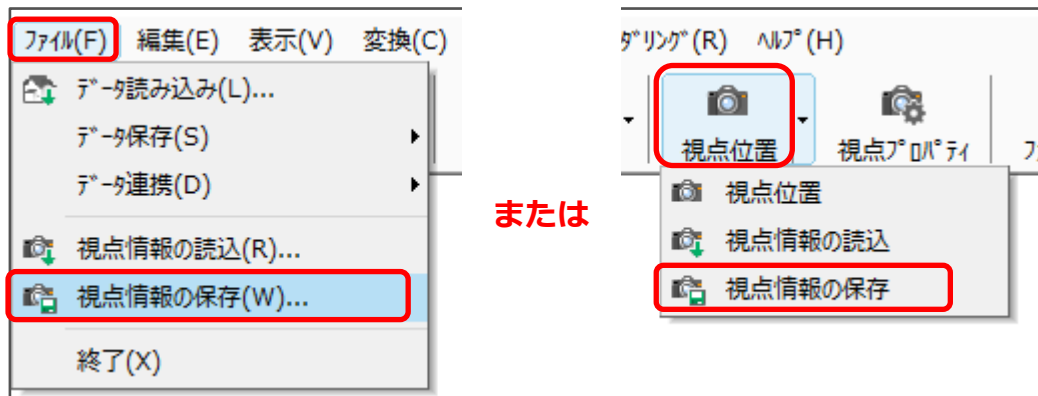 ﾌｧｲﾙ(F) 編集(E) 表示(V) 変換(C)
ﾃﾞｰﾀ読み込み(L)...
ﾃﾞｰﾀ保存(S)
ﾃﾞｰﾀ連携(D)
視点情報の読込(R)...
視点情報の保存(W)...
終了(X)
または
ﾀﾞﾘﾝｸﾞ(R) ﾍﾙﾌﾟ(H)
視点位置 視点ﾌﾟﾛﾊﾟﾃｨ
視点位置
視点情報の読込
視点情報の保存